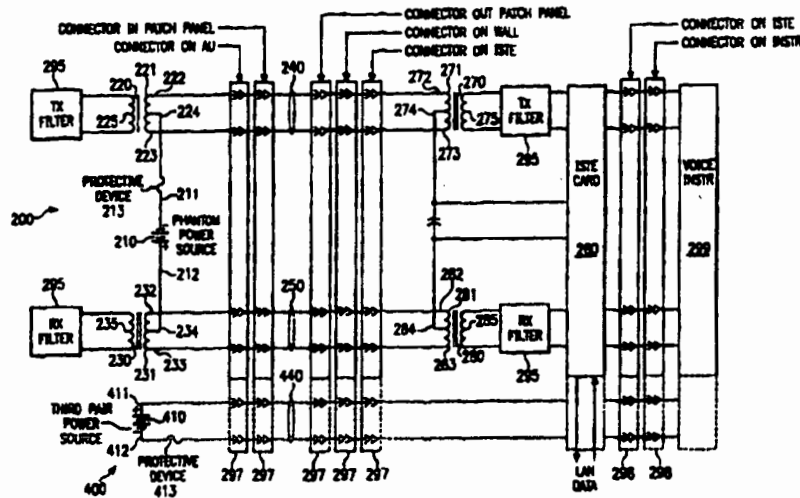 CONNECTOR OUT PATCH PANEL
CONNECTOR ON ISTE
CONNECTOR IN PATCH PANEL
CONNECTOR ON WALL
CONNECTOR ON INSTR
CONNECTOR ON AU
CONNECTOR ON ISTE
295
220
221
222
240
272
271
270
TX
FILTER
225
224
223
274
273
275
TX
FILTER
295
ISTE
CARD
VOICE
INSTR
PROTECTIVE
DEVICE
213
211
200
PHANTOM
POWER
SOURCE
210
212
299
295
232
250
282
281
RX
FILTER
235
230
234
231
233
284
283
285
280
RX
FILTER
295
440
411
THIRD PAIR
POWER
SOURCE
410
412
400
PROTECTIVE
DEVICE
413
297
297
297
297
297
LAN
DATA
298
298